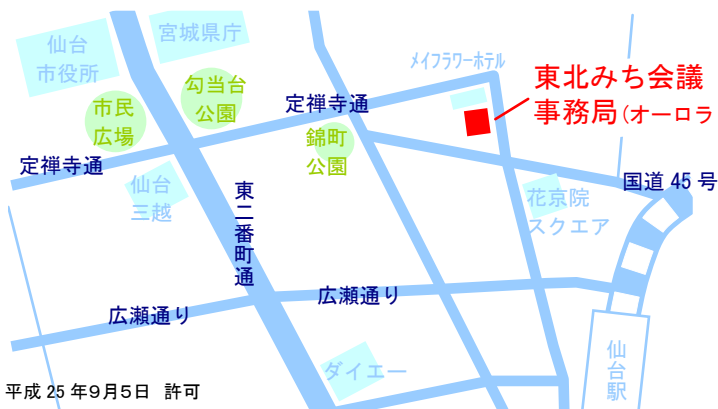 仙台
市役所
宮城県庁
メイフラワーホテル
東北みち会議
事務局(オーロラ
勾当台
公園
市民
広場
定禅寺通
錦町
公園
定禅寺通
国道45号
仙台
三越
東二番町通
花京院
スクエア
広瀬通り
広瀬通り
ダイエー
仙台駅
平成25年9月5日 許可